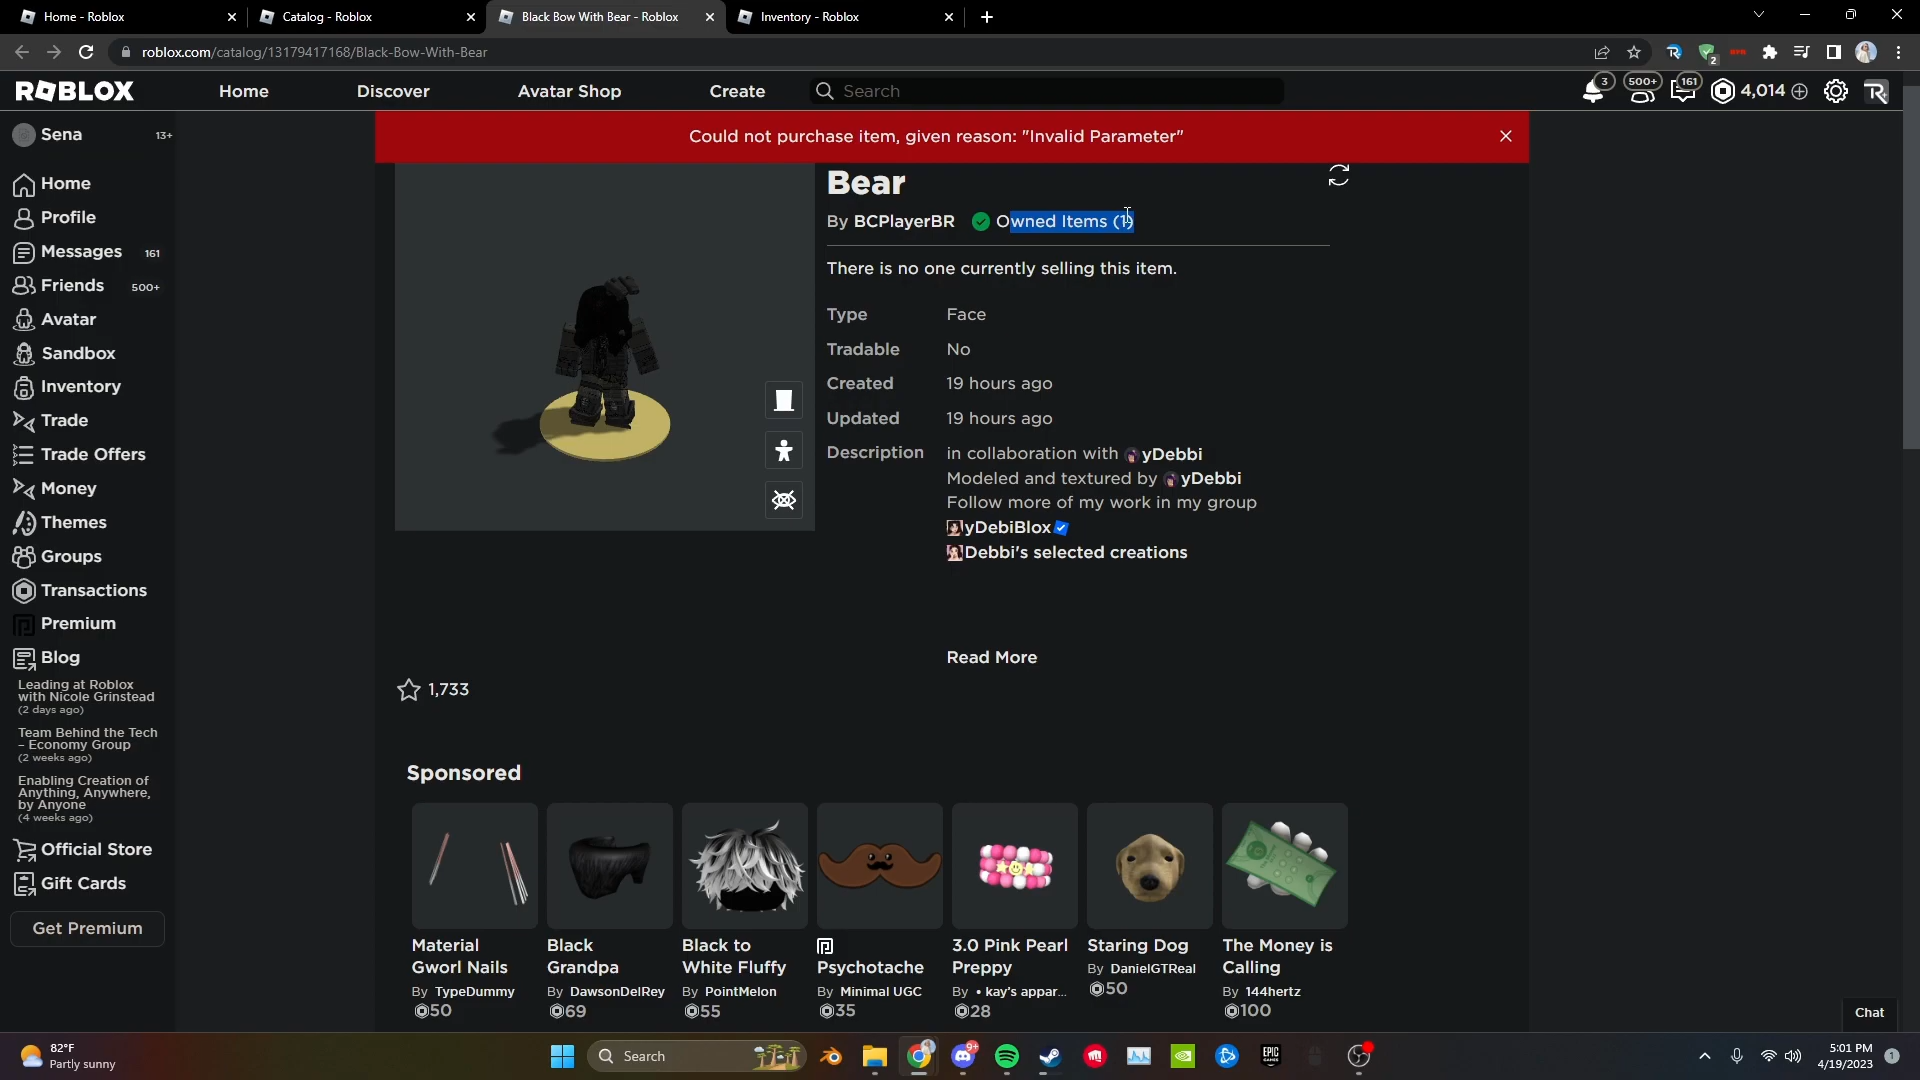 Home - Roblox
Catalog - Roblox
Black Bow With Bear - Roblox
Inventory - Roblox
roblox.com/catalog/13179417168/Black-Bow-With-Bear
2
ROBLOX
Home
Discover
Avatar Shop
Create
Search
3
500+
161
4,014
Sena
13+
Could not purchase item, given reason: "Invalid Parameter"
Home
Profile
Messages 161
Friends 500+
Avatar
Sandbox
Inventory
Trade
Trade Offers
Money
Themes
Groups
Transactions
Premium
Blog
Leading at Roblox
with Nicole Grinstead
(2 days ago)
Team Behind the Tech
- Economy Group
(2 weeks ago)
Enabling Creation of
Anything, Anywhere,
by Anyone
(4 weeks ago)
Official Store
Gift Cards
Get Premium
Bear
By BCPlayerBR Owned Items (1)
There is no one currently selling this item.
Type Face
Tradable No
Created 19 hours ago
Updated 19 hours ago
Description in collaboration with yDebbi
Modeled and textured by yDebbi
Follow more of my work in my group
yDebiBlox
Debbi's selected creations
Read More
1,733
Sponsored
Material
Gworl Nails
By TypeDummy
50
Black
Grandpa
By DawsonDelRey
69
Black to
White Fluffy
By PointMelon
55
Psychotache
By Minimal UGC
35
3.0 Pink Pearl
Preppy
By • kay's appar...
28
Staring Dog
By DanielGTReal
50
The Money is
Calling
By 144hertz
100
Chat
82°F
Partly sunny
Search
9+
EPIC
GAMES
5:01 PM
4/19/2023
1